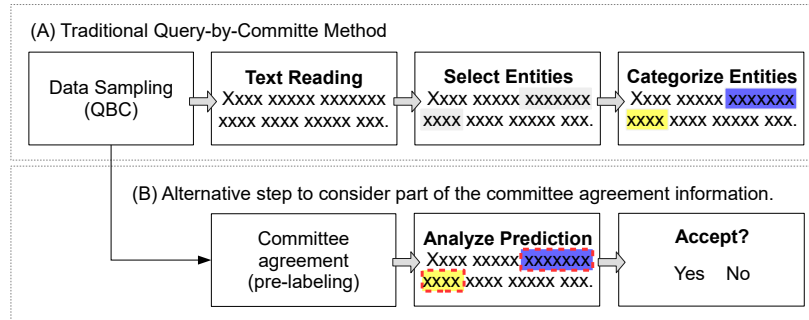 (A) Traditional Query-by-Committe Method
Data Sampling
(QBC)
Text Reading
Xxxx xxxxx xxxxxxx
xxxx xxxx xxxxx xxx.
Select Entities
Xxxx xxxxx xxxxxxx
xxxx xxxx xxxxx xxx.
Categorize Entities
Xxxx xxxxx xxxxxxx
xxxx xxxx xxxxx xxx.
(B) Alternative step to consider part of the committee agreement information.
Committee
agreement
(pre-labeling)
Analyze Prediction
Xxxx xxxxx xxxxxxx
xxxx xxxx xxxxx xxx.
Accept?
Yes No